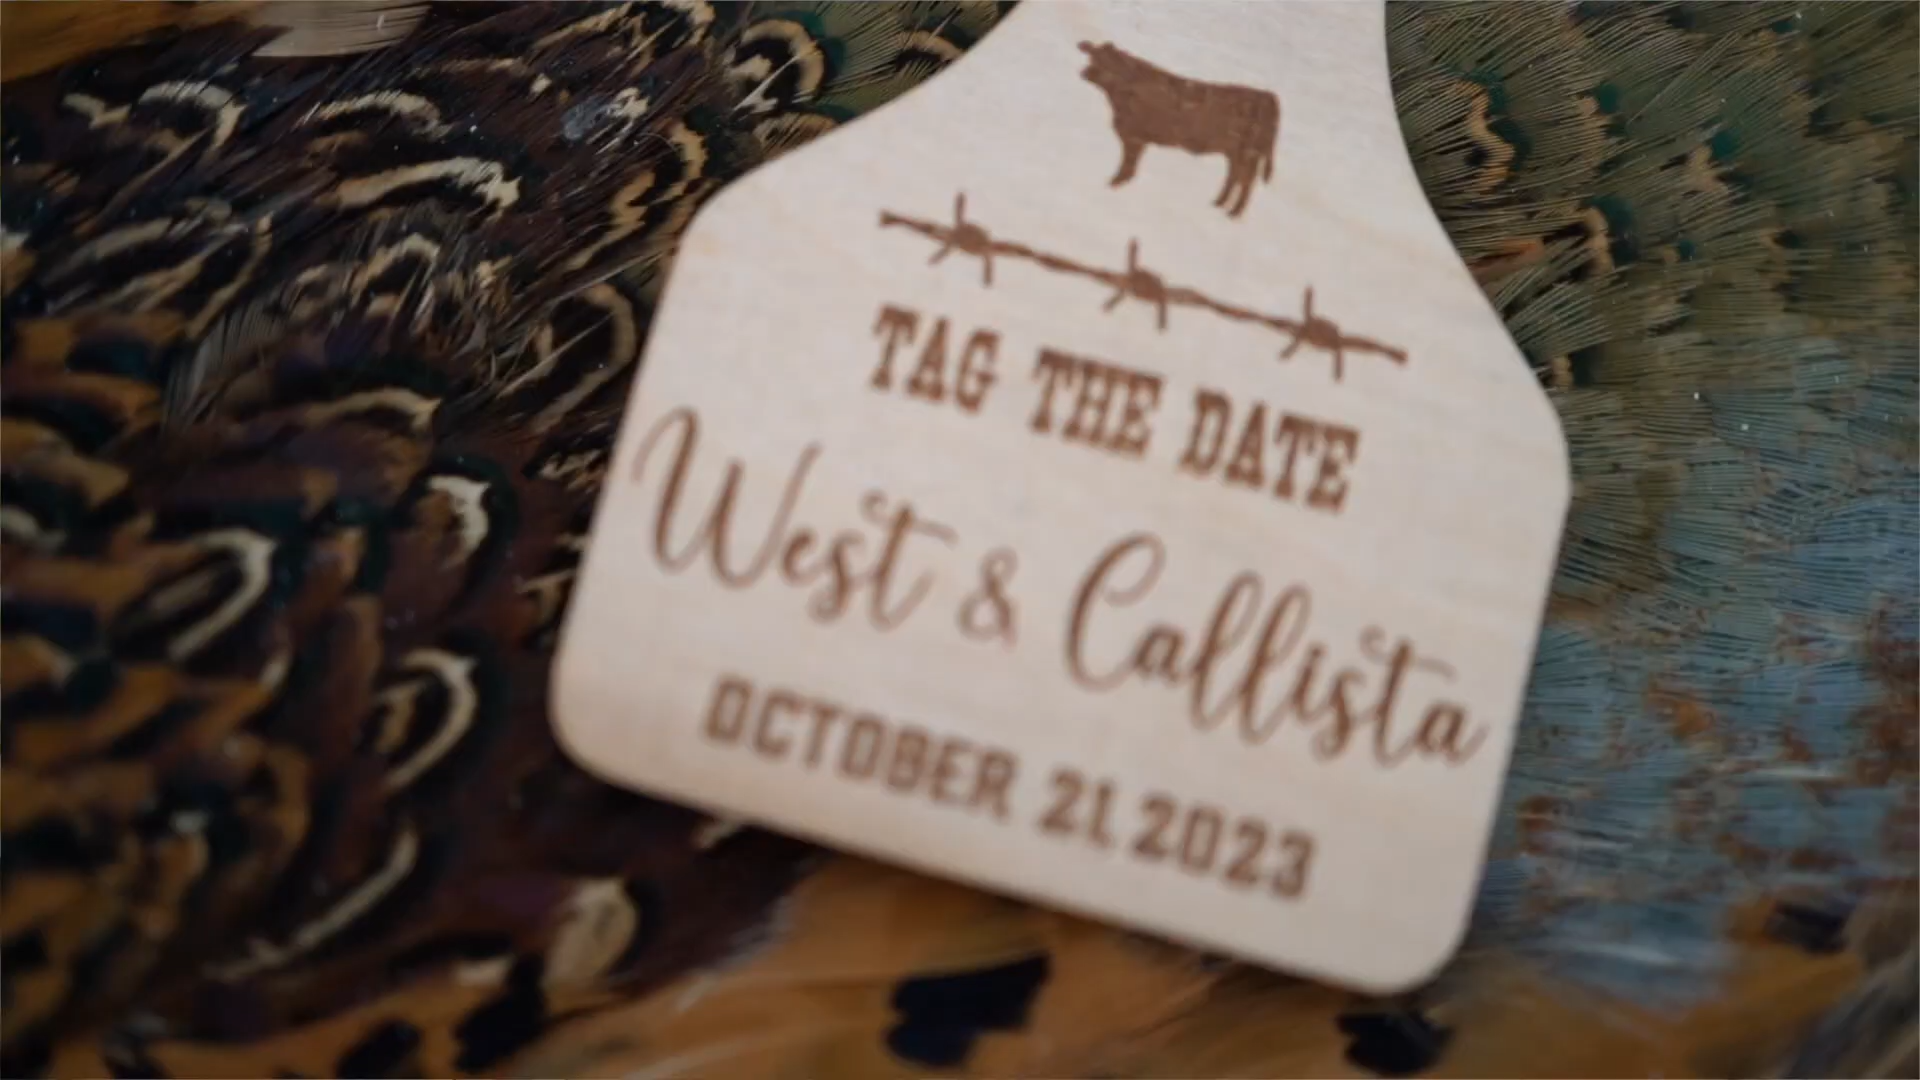 TAG THE DATE
West & Callista
OCTOBER 21, 2023